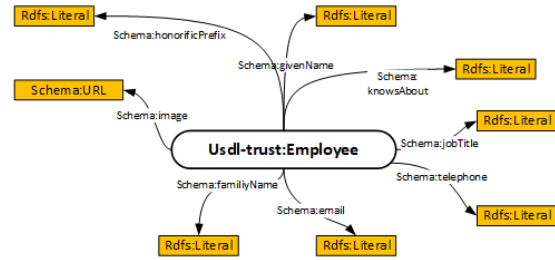 Rdfs:Literal
Rdfs:Literal
Schema:honorificPrefix
Schema:givenName
Rdfs:Literal
Schema:
knowsAbout
Schema:URL
Schema:image
Rdfs:Literal
Usdl-trust:Employee
Schema:jobTitle
Schema:telephone
Schema:familiyName
Schema:email
Rdfs:Literal
Rdfs:Literal
Rdfs:Literal